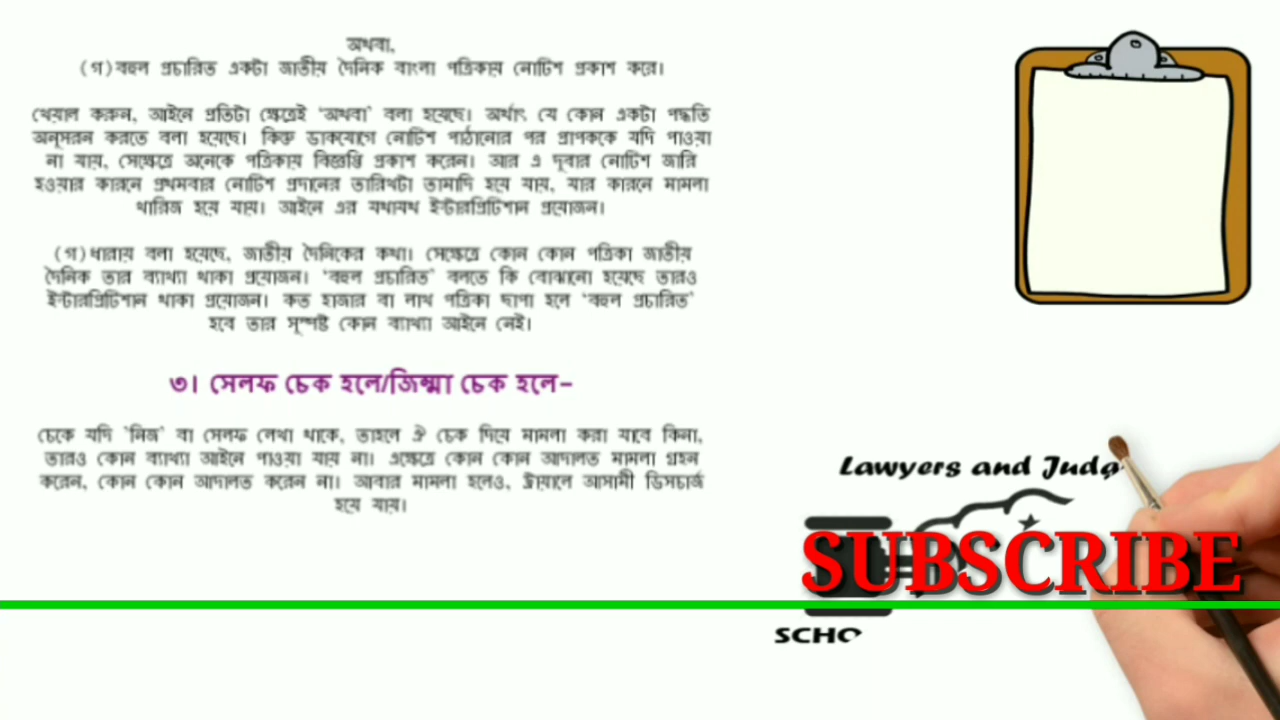 অথবা,
(গ)বহুল প্রচারিত একটা জাতীয় দৈনিক বাংলা পত্রিকায় নোটিশ প্রকাশ করে।
খেয়াল করুন, আইনে প্রতিটা ক্ষেত্রেই ‘অথবা’ বলা হয়েছে। অর্থাৎ যে কোন একটা পদ্ধতি
অনুসরন করতে বলা হয়েছে। কিন্তু ডাকযোগে নোটিশ পাঠানোর পর প্রাপককে যদি পাওয়া
না যায়, সেক্ষেত্রে অনেকে পত্রিকায় বিজ্ঞপ্তি প্রকাশ করেন। আর এ দুবার নোটিশ জারি
হওয়ার কারনে প্রথমবার নোটিশ প্রদানের তারিখটা তামাদি হয়ে যায়, যার কারনে মামলা
খারিজ হয়ে যায়। আইনে এর যথাযথ ইন্টারপ্রিটিশান প্রয়োজন।
(গ)ধারায় বলা হয়েছে, জাতীয় দৈনিকের কথা। সেক্ষেত্রে কোন কোন পত্রিকা জাতীয়
দৈনিক তার ব্যাখ্যা থাকা প্রয়োজন। ‘বহুল প্রচারিত’ বলতে কি বোঝানো হয়েছে তারও
ইন্টারপ্রিটিশান থাকা প্রয়োজন। কত হাজার বা লাখ পত্রিকা ছাপা হলে ‘বহুল প্রচারিত’
হবে তার সুস্পষ্ট কোন ব্যাখ্যা আইনে নেই।
৩। সেলফ চেক হলে/জিম্মা চেক হলে-
চেকে যদি ‘নিজ’ বা সেলফ লেখা থাকে, তাহলে ঐ চেক দিয়ে মামলা করা যাবে কিনা,
তারও কোন ব্যাখ্যা আইনে পাওয়া যায় না। এক্ষেত্রে কোন কোন আদালত মামলা গ্রহন
করেন, কোন কোন আদালত করেন না। আবার মামলা হলেও, ট্রায়ালে আসামী ডিসচার্জ
হয়ে যায়।
Lawyers and Judg
SUBSCRIBE
SCHO